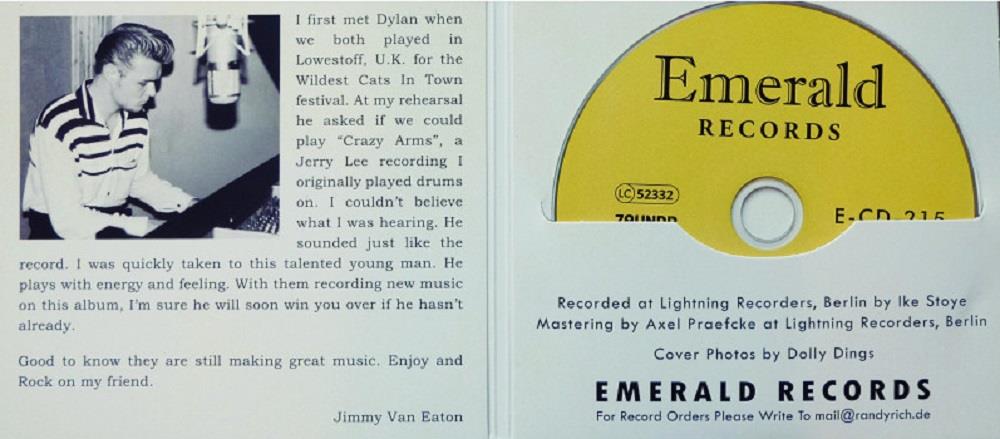 I first met Dylan when
we both played in
Lowestoff, U.K. for the
Wildest Cats In Town
festival. At my rehearsal
he asked if we could
play “Crazy Arms”, a
Jerry Lee recording I
originally played drums
on. I couldn't believe
what I was hearing. He
sounded just like the
record. I was quickly taken to this talented young man. He
plays with energy and feeling. With them recording new music
on this album, I'm sure he will soon win you over if he hasn't
already.
Good to know they are still making great music. Enjoy and
Rock on my friend.
Jimmy Van Eaton
Emerald
RECORDS
LC 52332
E-CD 215
Recorded at Lightning Recorders, Berlin by Ike Stoye
Mastering by Axel Praefcke at Lightning Recorders, Berlin
Cover Photos by Dolly Dings
EMERALD RECORDS
For Record Orders Please Write To mail@randyrich.de